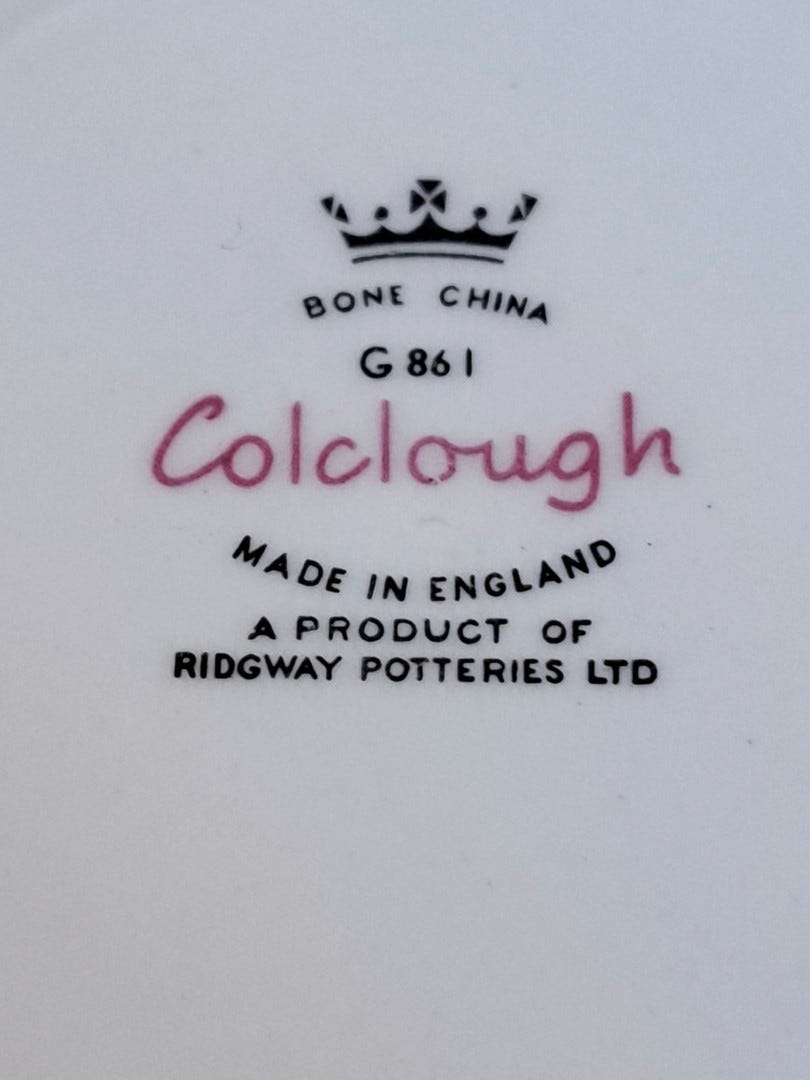 BONE CHINA
G 861
Colclough
MADE IN ENGLAND
A PRODUCT OF
RIDGWAY POTTERIES LTD